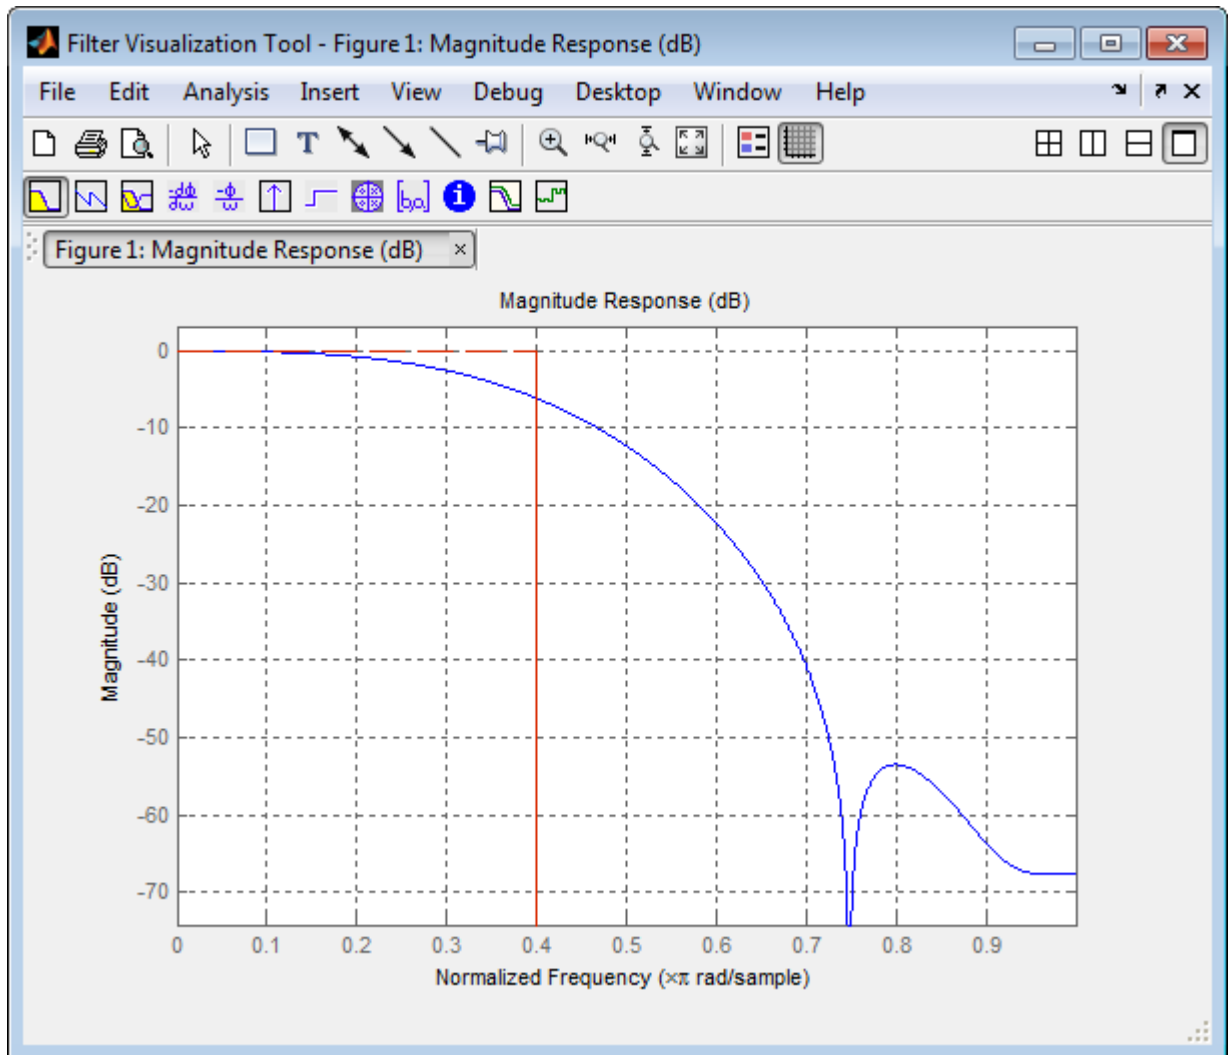 Filter Visualization Tool - Figure 1: Magnitude Response (dB)
File Edit Analysis Insert View Debug Desktop Window Help
Figure 1: Magnitude Response (dB)
Magnitude Response (dB)
0
-10
-20
-30
-40
-50
-60
-70
Magnitude (dB)
0 0.1 0.2 0.3 0.4 0.5 0.6 0.7 0.8 0.9
Normalized Frequency (×π rad/sample)